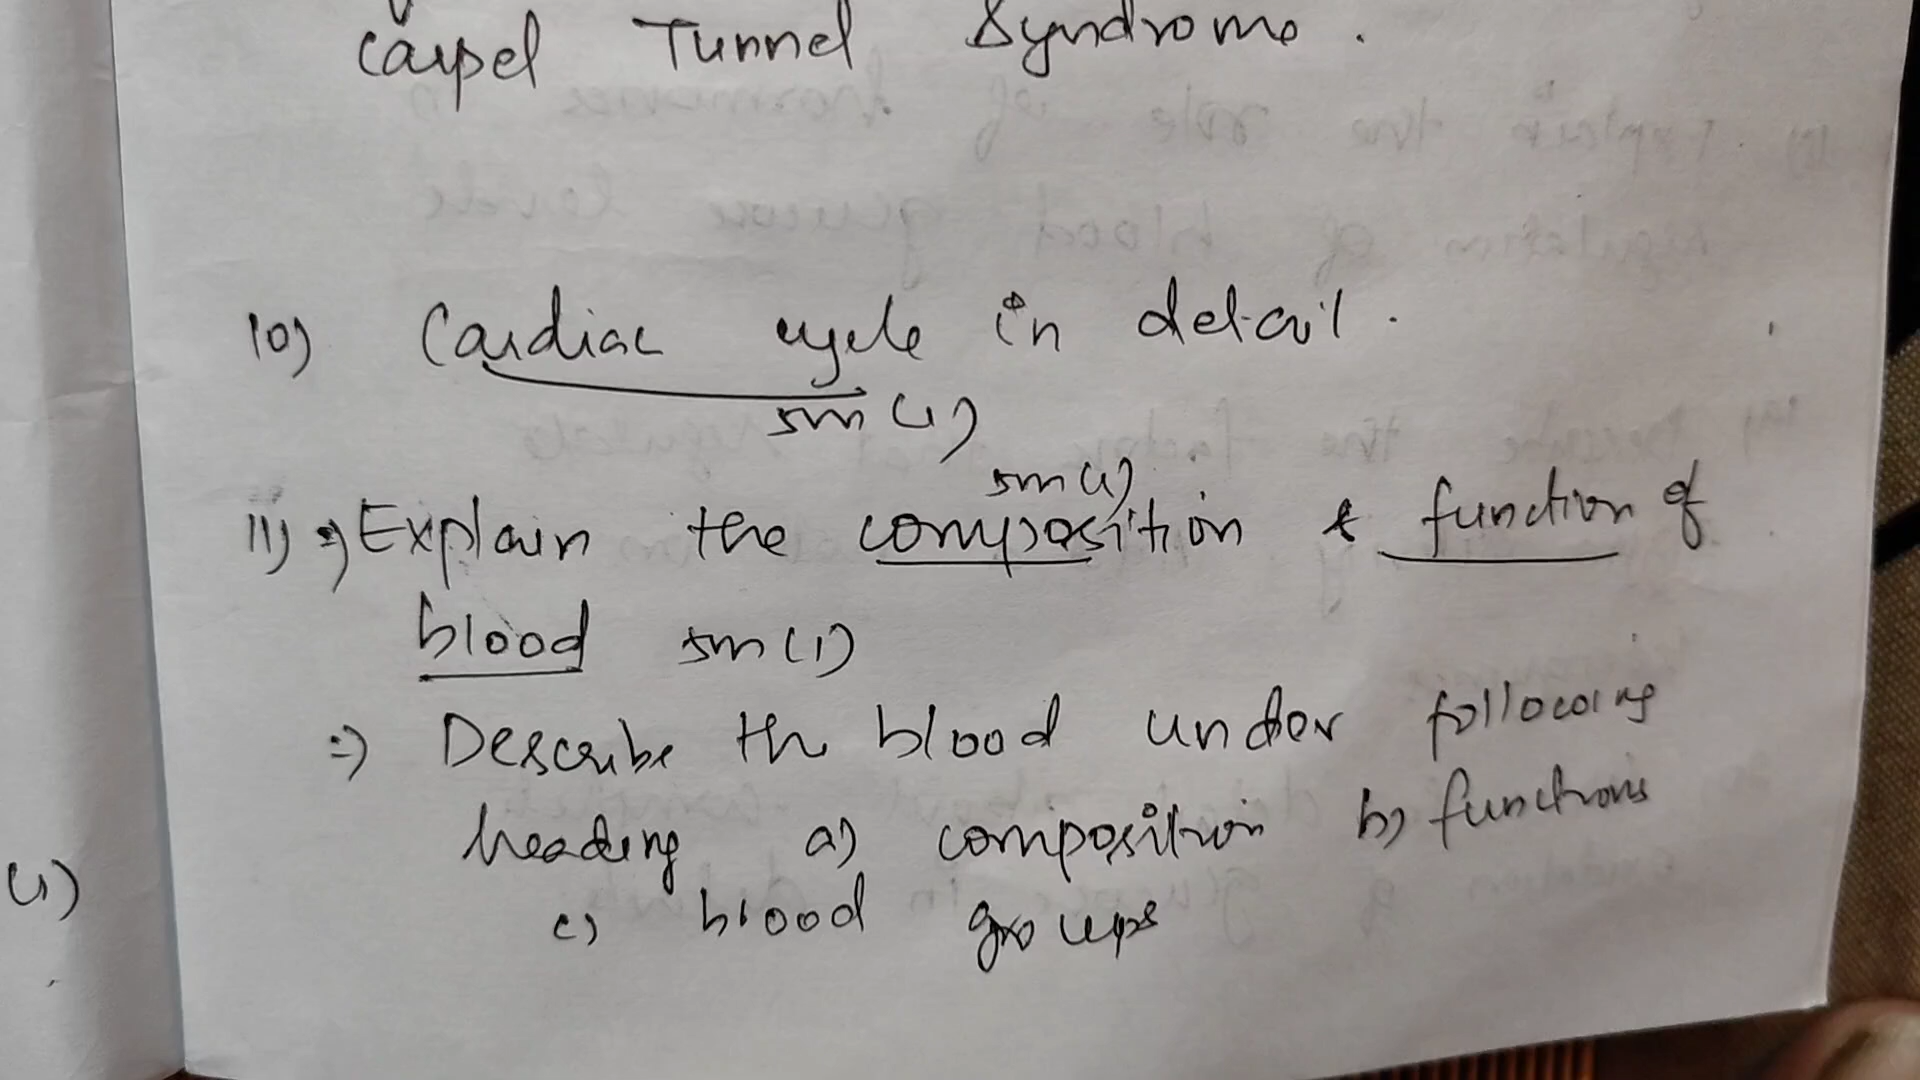 Carpel Tunnel Syndrome.
10) Cardiac cycle in detail.
5m (1)
5m (1)
11) Explain the composition & function of
blood 5m (1)
=) Describe the blood under following
heading a) composition b) functions
c) blood groups
(1)